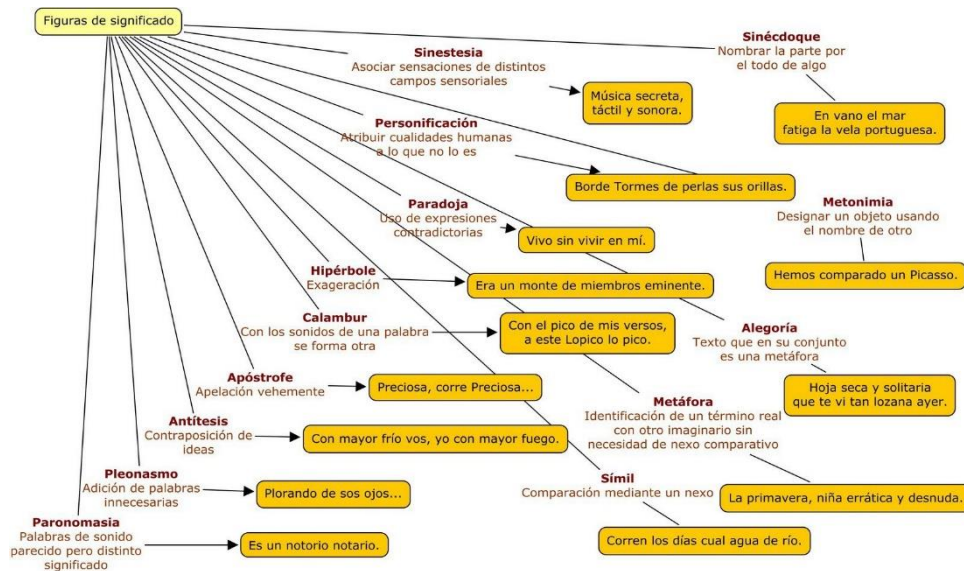 Figuras de significado
Sinécdoque
Nombrar la parte por
el todo de algo
En vano el mar
fatiga la vela portuguesa.
Sinestesia
Asociar sensaciones de distintos
campos sensoriales
Música secreta,
táctil y sonora.
Personificación
Atribuir cualidades humanas
a lo que no lo es
Borde Tormes de perlas sus orillas.
Metonimia
Designar un objeto usando
el nombre de otro
Hemos comparado un Picasso.
Paradoja
Uso de expresiones
contradictorias
Vivo sin vivir en mí.
Hipérbole
Exageración
Era un monte de miembros eminente.
Calambur
Con los sonidos de una palabra
se forma otra
Con el pico de mis versos,
a este Lopico lo pico.
Alegoría
Texto que en su conjunto
es una metáfora
Hoja seca y solitaria
que te vi tan lozana ayer.
Apóstrofe
Apelación vehemente
Preciosa, corre Preciosa...
Metáfora
Identificación de un término real
con otro imaginario sin
necesidad de nexo comparativo
La primavera, niña errática y desnuda.
Antítesis
Contraposición de
ideas
Con mayor frío vos, yo con mayor fuego.
Pleonasmo
Adición de palabras
innecesarias
Plorando de sos ojos...
Símil
Comparación mediante un nexo
Corren los días cual agua de río.
Paronomasia
Palabras de sonido
parecido pero distinto
significado
Es un notorio notario.